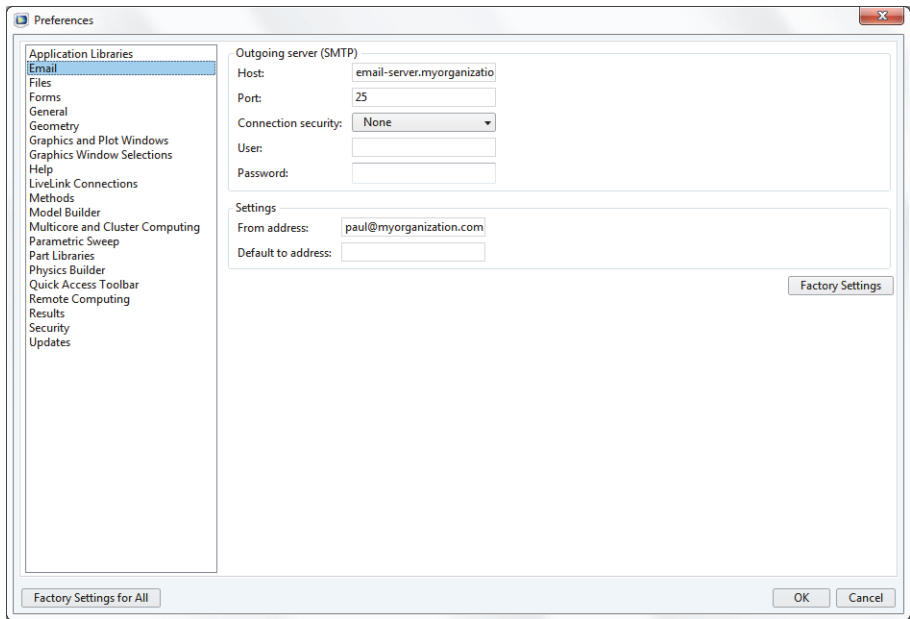 Preferences
Application Libraries
Email
Files
Forms
General
Geometry
Graphics and Plot Windows
Graphics Window Selections
Help
LiveLink Connections
Methods
Model Builder
Multicore and Cluster Computing
Parametric Sweep
Part Libraries
Physics Builder
Quick Access Toolbar
Remote Computing
Results
Security
Updates
Outgoing server (SMTP)
Host: email-server.myorganizatio
Port: 25
Connection security: None
User:
Password:
Settings
From address: paul@myorganization.com
Default to address:
Factory Settings
Factory Settings for All
OK Cancel